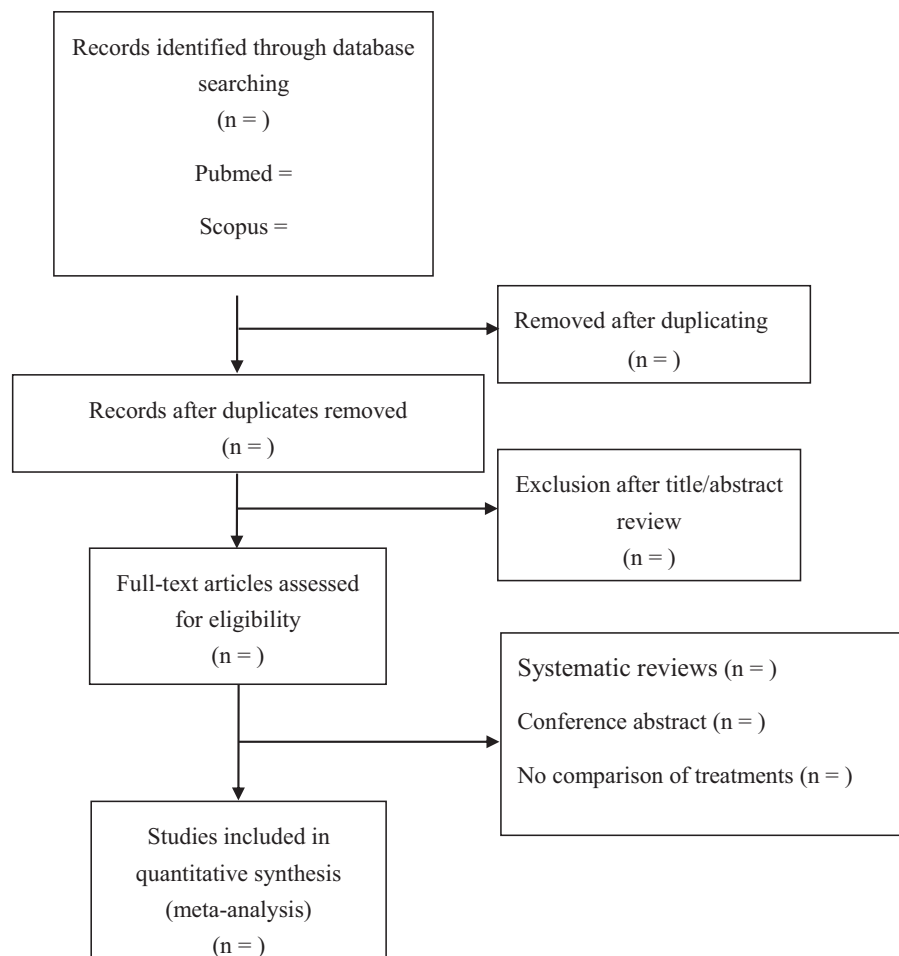 Records identified through database
searching
(n = )
Pubmed =
Scopus =
Removed after duplicating
(n = )
Records after duplicates removed
(n = )
Exclusion after title/abstract
review
(n = )
Full-text articles assessed
for eligibility
(n = )
Systematic reviews (n = )
Conference abstract (n = )
No comparison of treatments (n = )
Studies included in
quantitative synthesis
(meta-analysis)
(n = )